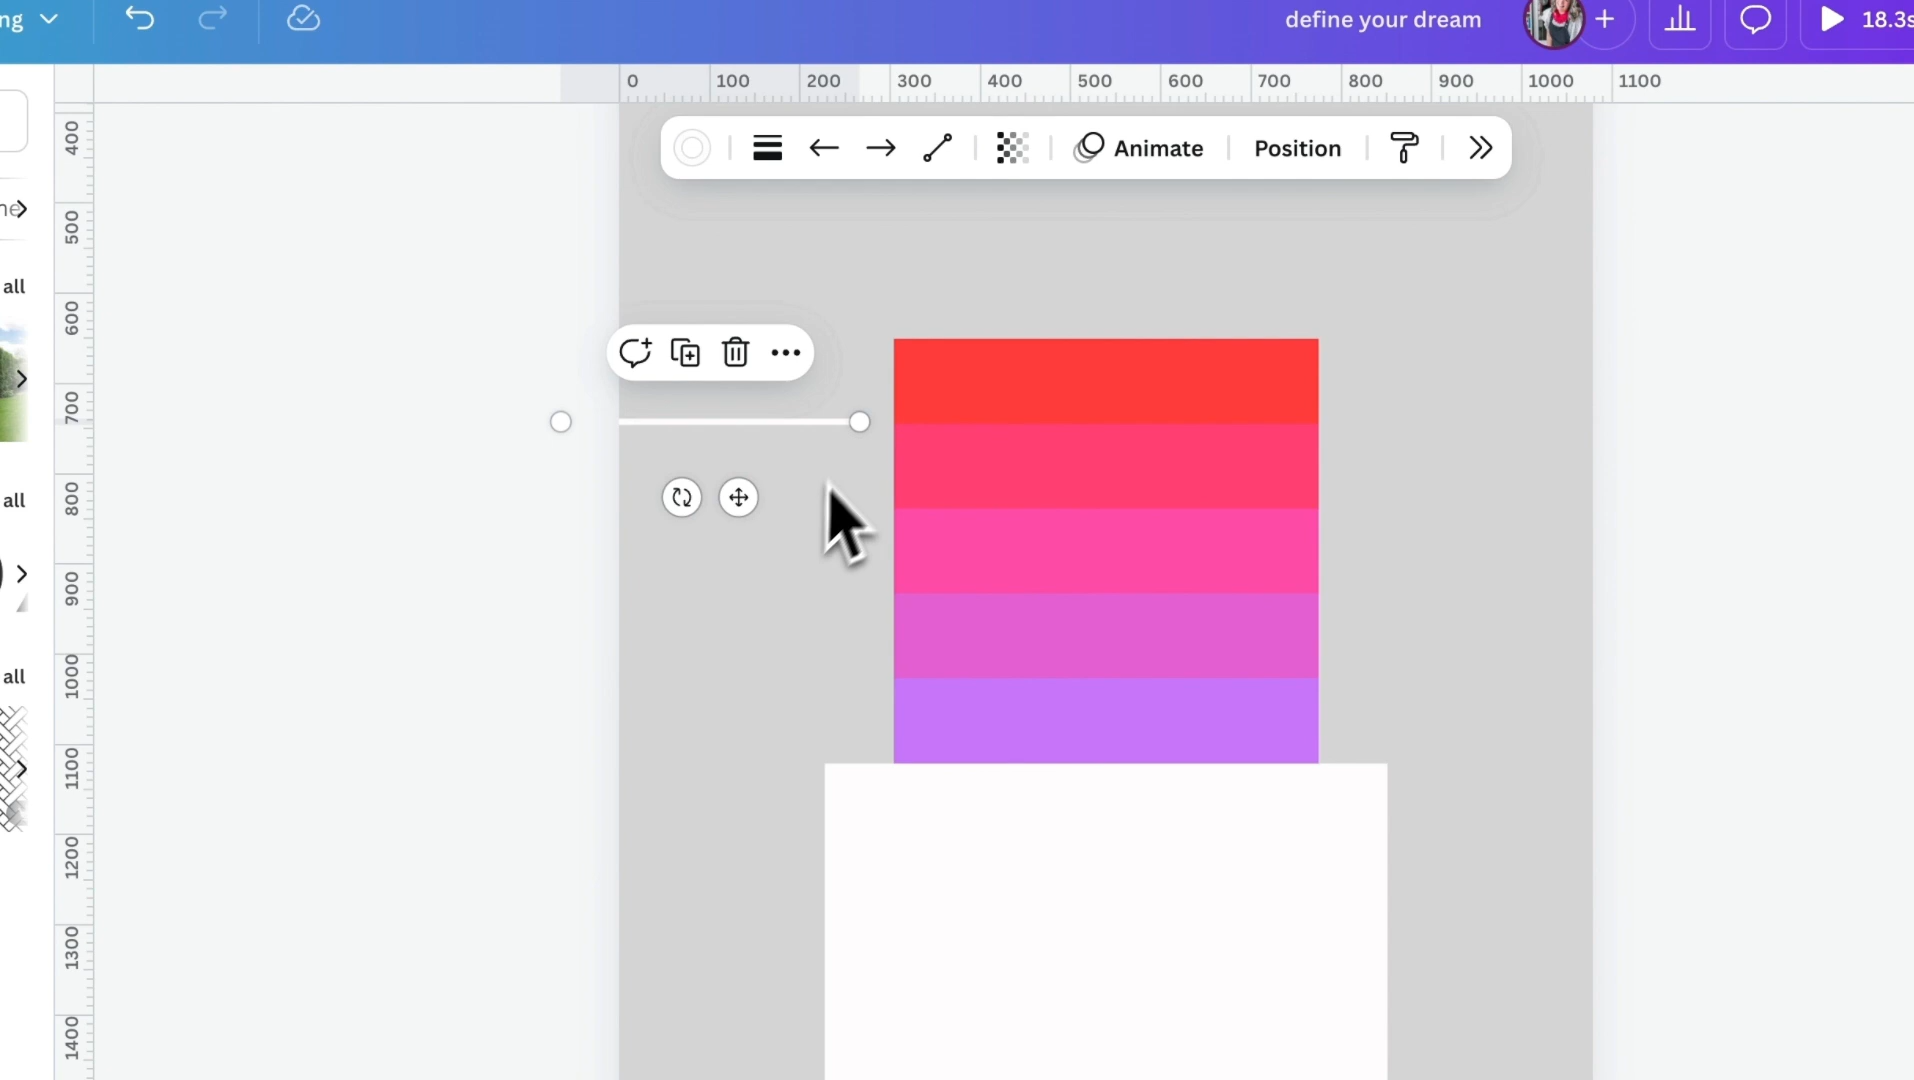 ng
define your dream
18.3s
0 100 200 300 400 500 600 700 800 900 1000 1100
Animate
Position
ne
all
all
all
400
500
600
700
800
900
1000
1100
1200
1300
1400